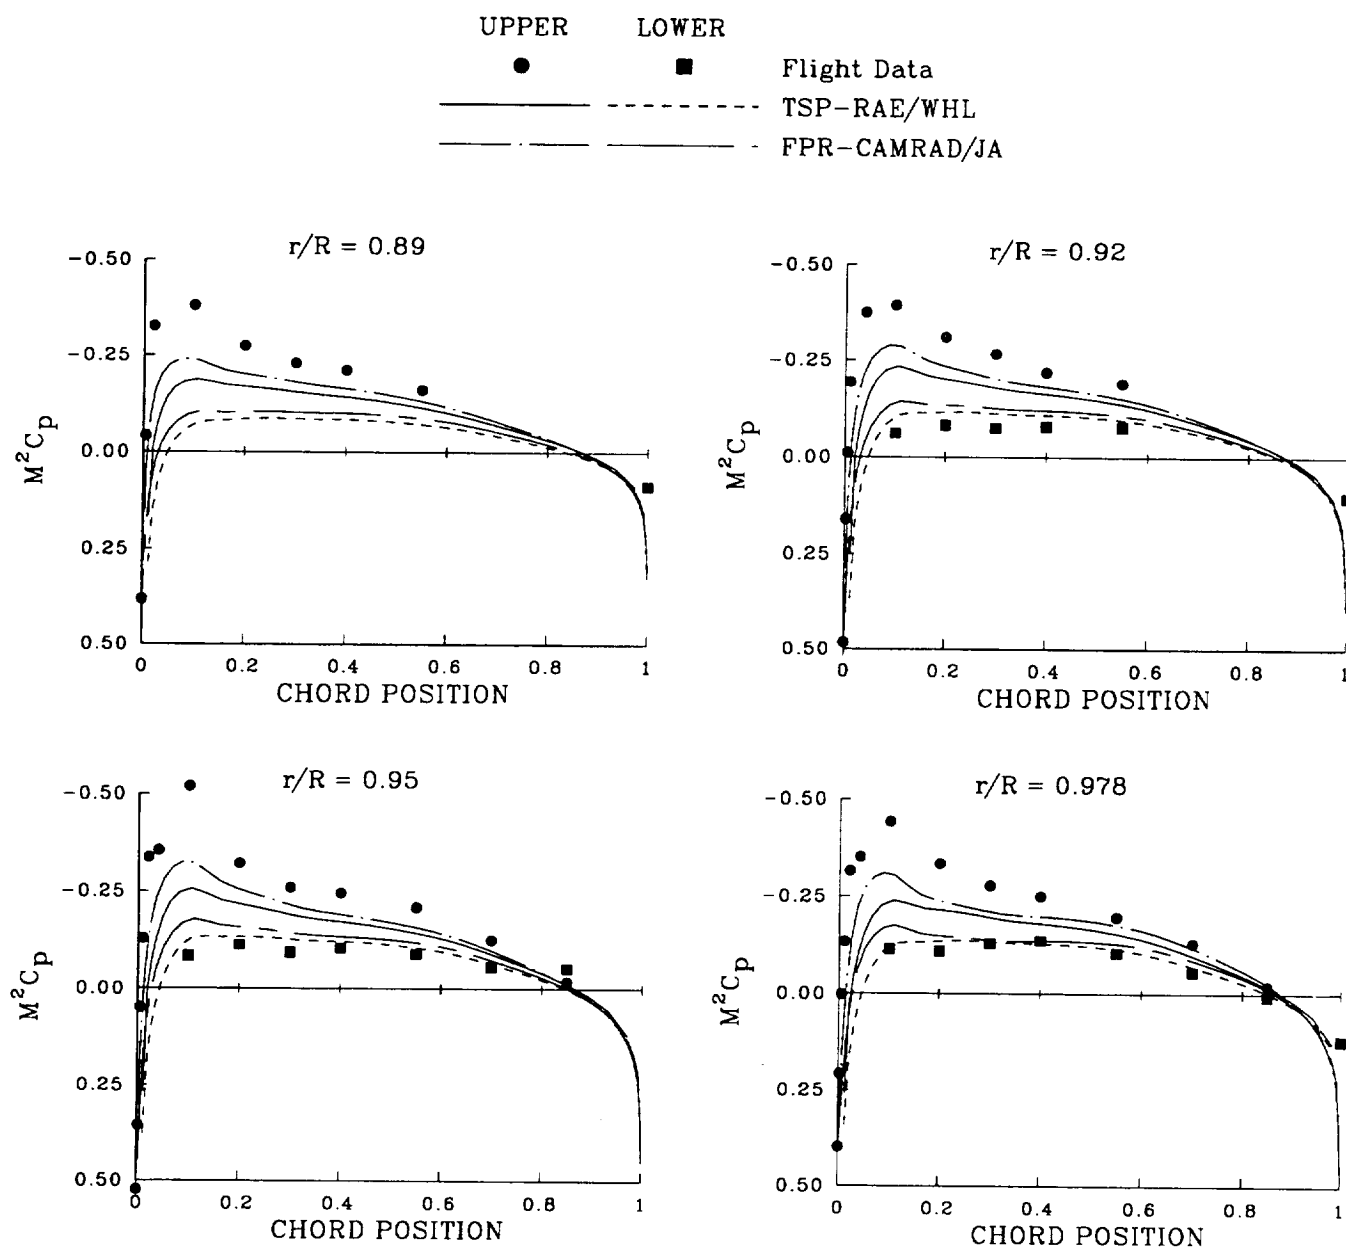 UPPER LOWER
Flight Data
TSP-RAE/WHL
FPR-CAMRAD/JA
r/R = 0.89
-0.50
-0.25
0.00
0.25
0.50
M²Cp
0 0.2 0.4 0.6 0.8 1
CHORD POSITION
r/R = 0.92
-0.50
-0.25
0.00
0.25
0.50
M²Cp
0 0.2 0.4 0.6 0.8 1
CHORD POSITION
r/R = 0.95
-0.50
-0.25
0.00
0.25
0.50
M²Cp
0 0.2 0.4 0.6 0.8 1
CHORD POSITION
r/R = 0.978
-0.50
-0.25
0.00
0.25
0.50
M²Cp
0 0.2 0.4 0.6 0.8 1
CHORD POSITION